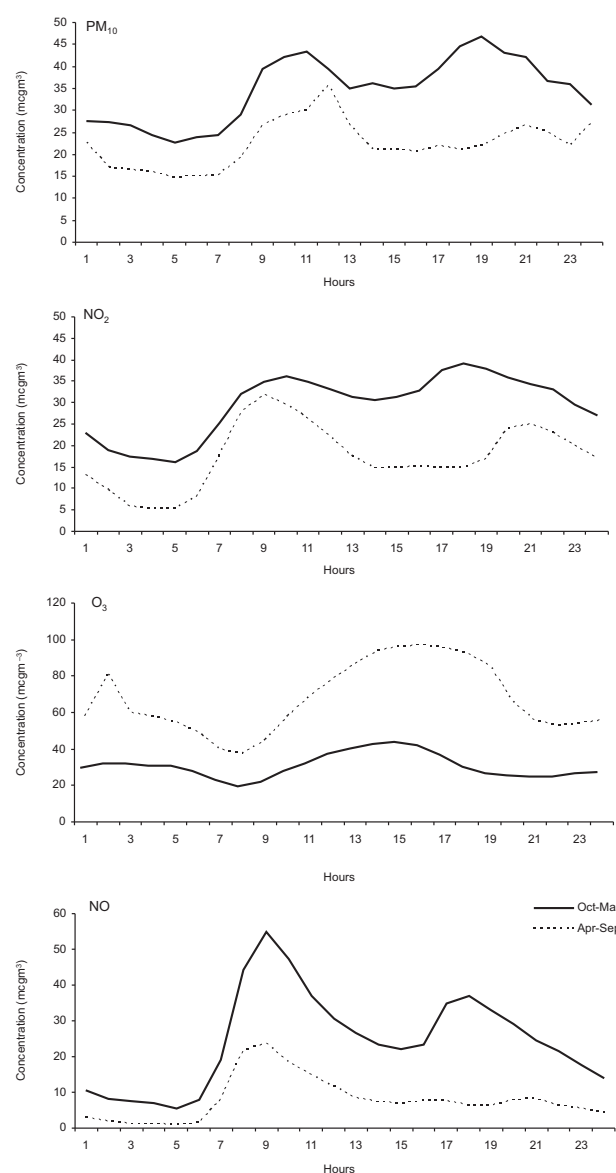 PM₁₀
Concentration (mcgm³)
50
45
40
35
30
25
20
15
10
5
0
1 3 5 7 9 11 13 15 17 19 21 23
Hours
NO₂
Concentration (mcgm³)
50
45
40
35
30
25
20
15
10
5
0
1 3 5 7 9 11 13 15 17 19 21 23
Hours
O₃
Concentration (mcgm⁻³)
120
100
80
60
40
20
0
1 3 5 7 9 11 13 15 17 19 21 23
Hours
NO
Oct-Ma
Apr-Sep
Concentration (mcgm³)
60
50
40
30
20
10
0
1 3 5 7 9 11 13 15 17 19 21 23
Hours